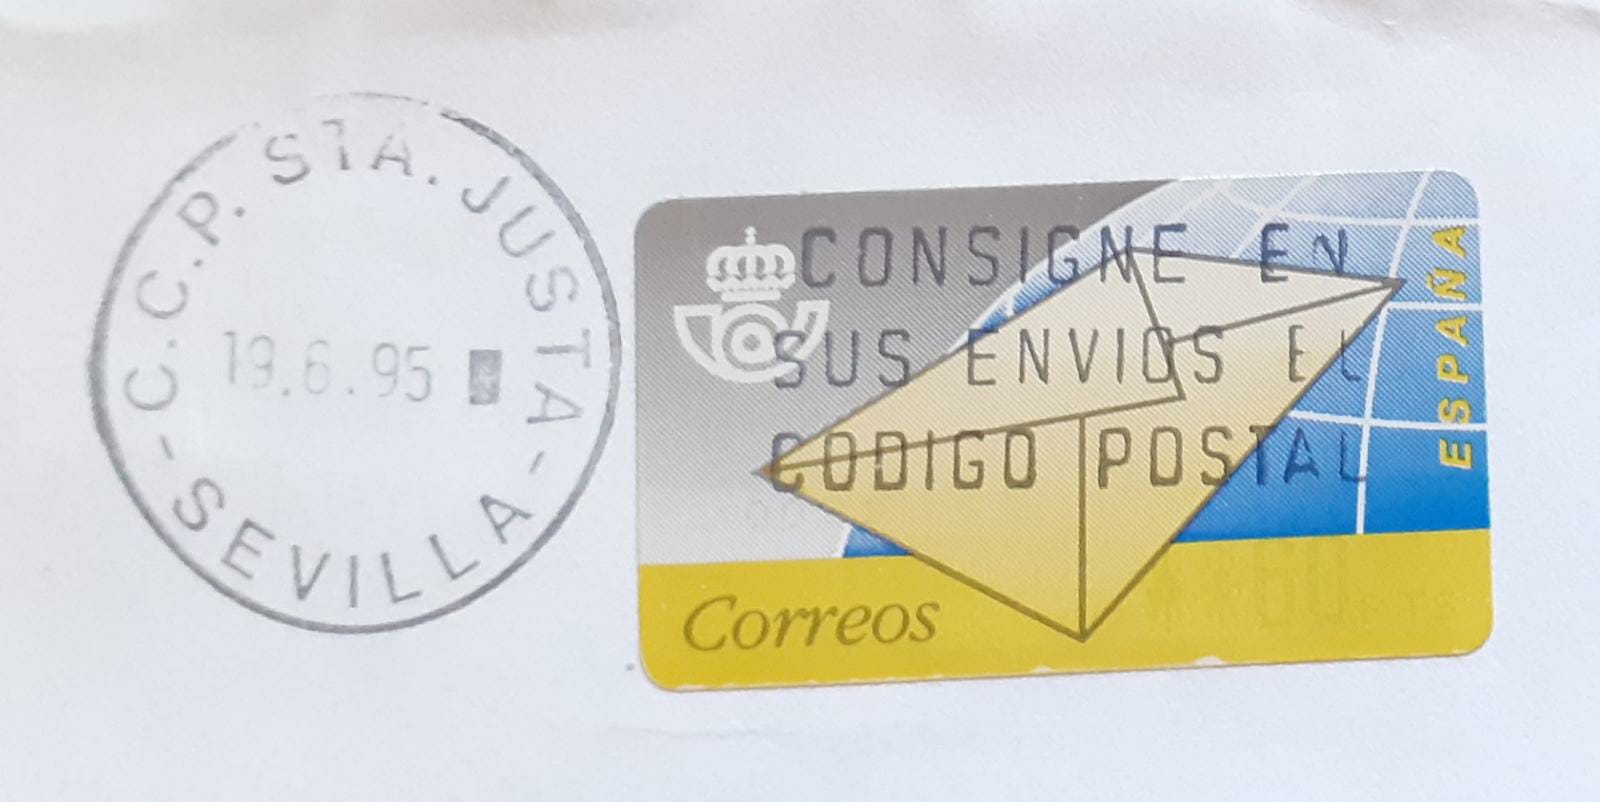 C.C.P. STA. JUSTA
19.6.95
-SEVILLA-
CONSIGNE EN
SUS ENVIOS EL
CODIGO POSTAL
ESPAÑA
Correos